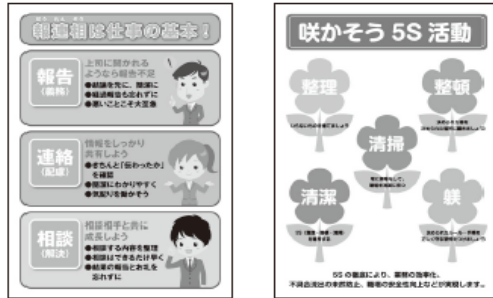 報連相は仕事の基本!
報告
(義務)
上司に聞かれる
ようなら報告不足
●結論を先に、簡潔に
●経過報告も忘れずに
●悪いことこそ大至急
連絡
(配慮)
情報をしっかり
共有しよう
●きちんと「伝わったか」
を確認
●簡潔にわかりやすく
●気配りを働かそう
相談
(解決)
相談相手と共に
成長しよう
●相談する内容を整理
●相談はできるだけ早く
●結果の報告とお礼を
忘れずに
咲かそう 5S 活動
整理
整頓
清掃
清潔
躾
5S の徹底により、業務の効率化、
不具合流出の未然防止、職場の安全性向上などが実現します。